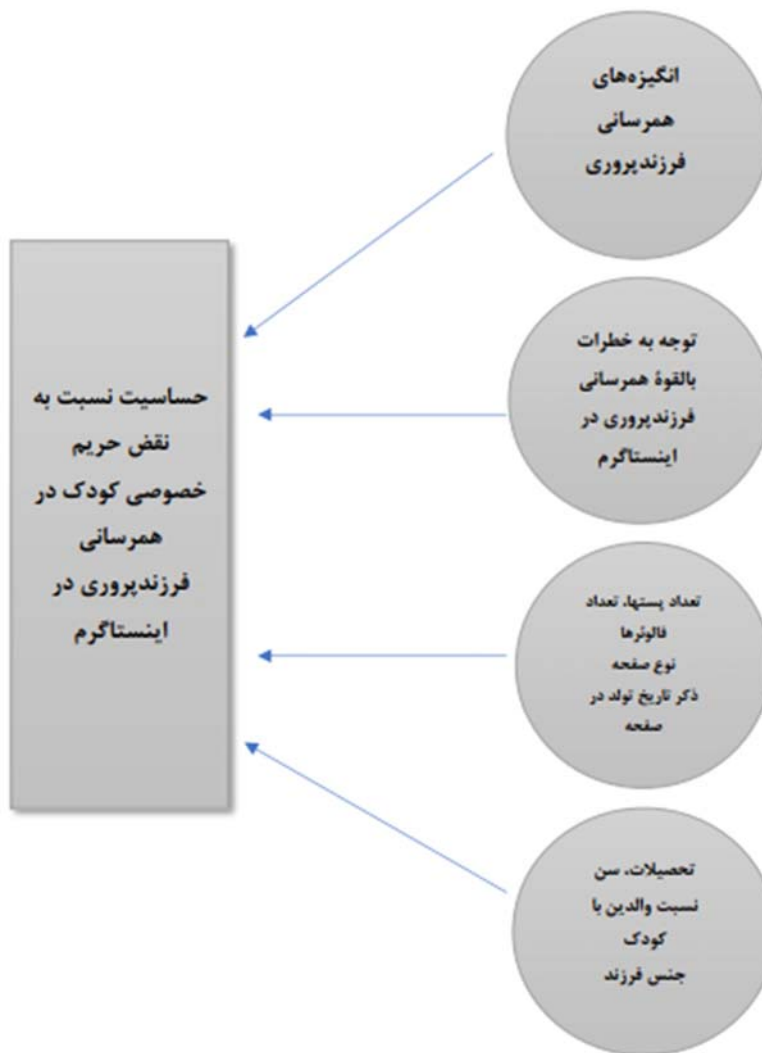 انگیزه‌های
همرسانی
فرزندپروری
توجه به خطرات
بالقوهٔ همرسانی
فرزندپروری در
اینستاگرم
تعداد پستها، تعداد
فالوئرها
نوع صفحه
ذکر تاریخ تولد در
صفحه
تحصیلات، سن
نسبت والدین با
کودک
جنس فرزند
حساسیت نسبت به
نقض حریم
خصوصی کودک در
همرسانی
فرزندپروری در
اینستاگرم